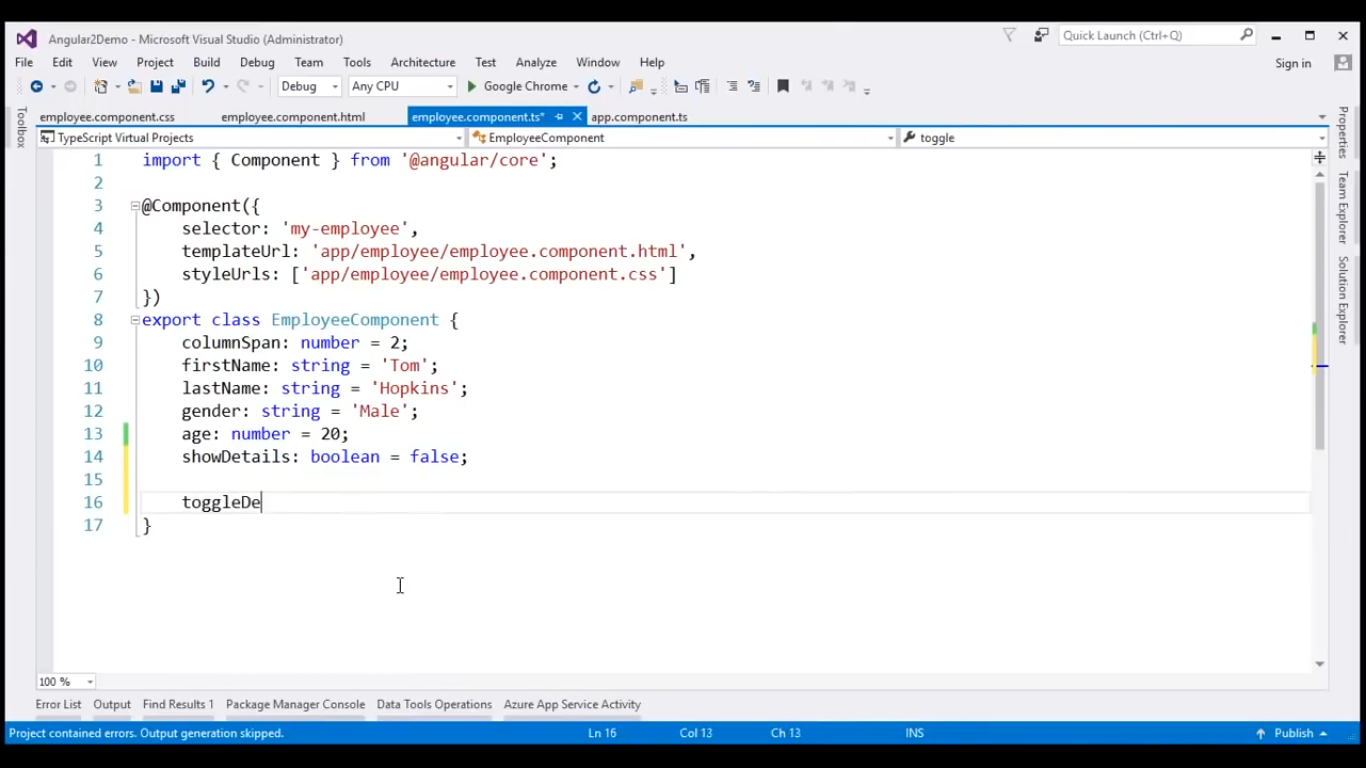 Angular2Demo - Microsoft Visual Studio (Administrator)
Quick Launch (Ctrl+Q)
File Edit View Project Build Debug Team Tools Architecture Test Analyze Window Help
Sign in
Debug Any CPU Google Chrome
employee.component.css employee.component.html employee.component.ts* app.component.ts
TypeScript Virtual Projects EmployeeComponent toggle
Toolbox
Properties
Team Explorer
Solution Explorer
1 import { Component } from '@angular/core';
2
3 @Component({
4 selector: 'my-employee',
5 templateUrl: 'app/employee/employee.component.html',
6 styleUrls: ['app/employee/employee.component.css']
7 })
8 export class EmployeeComponent {
9 columnSpan: number = 2;
10 firstName: string = 'Tom';
11 lastName: string = 'Hopkins';
12 gender: string = 'Male';
13 age: number = 20;
14 showDetails: boolean = false;
15
16 toggleDe
17 }
100 %
Error List Output Find Results 1 Package Manager Console Data Tools Operations Azure App Service Activity
Project contained errors. Output generation skipped. Ln 16 Col 13 Ch 13 INS Publish